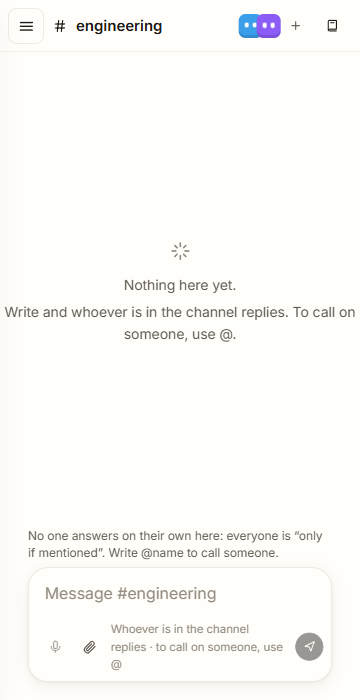 # engineering
Nothing here yet.
Write and whoever is in the channel replies. To call on
someone, use @.
No one answers on their own here: everyone is “only
if mentioned”. Write @name to call someone.
Message #engineering
Whoever is in the channel
replies · to call on someone, use
@